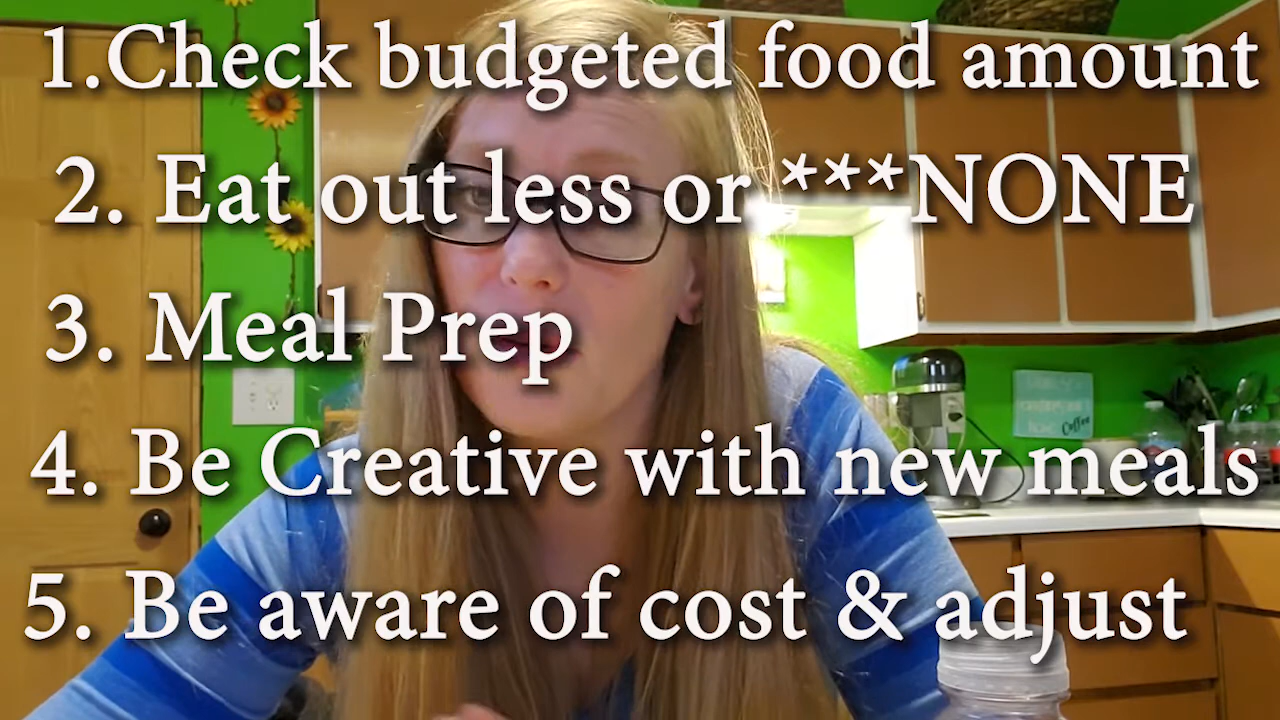 1.Check budgeted food amount
2. Eat out less or ***NONE
3. Meal Prep
4. Be Creative with new meals
5. Be aware of cost & adjust
Coffee